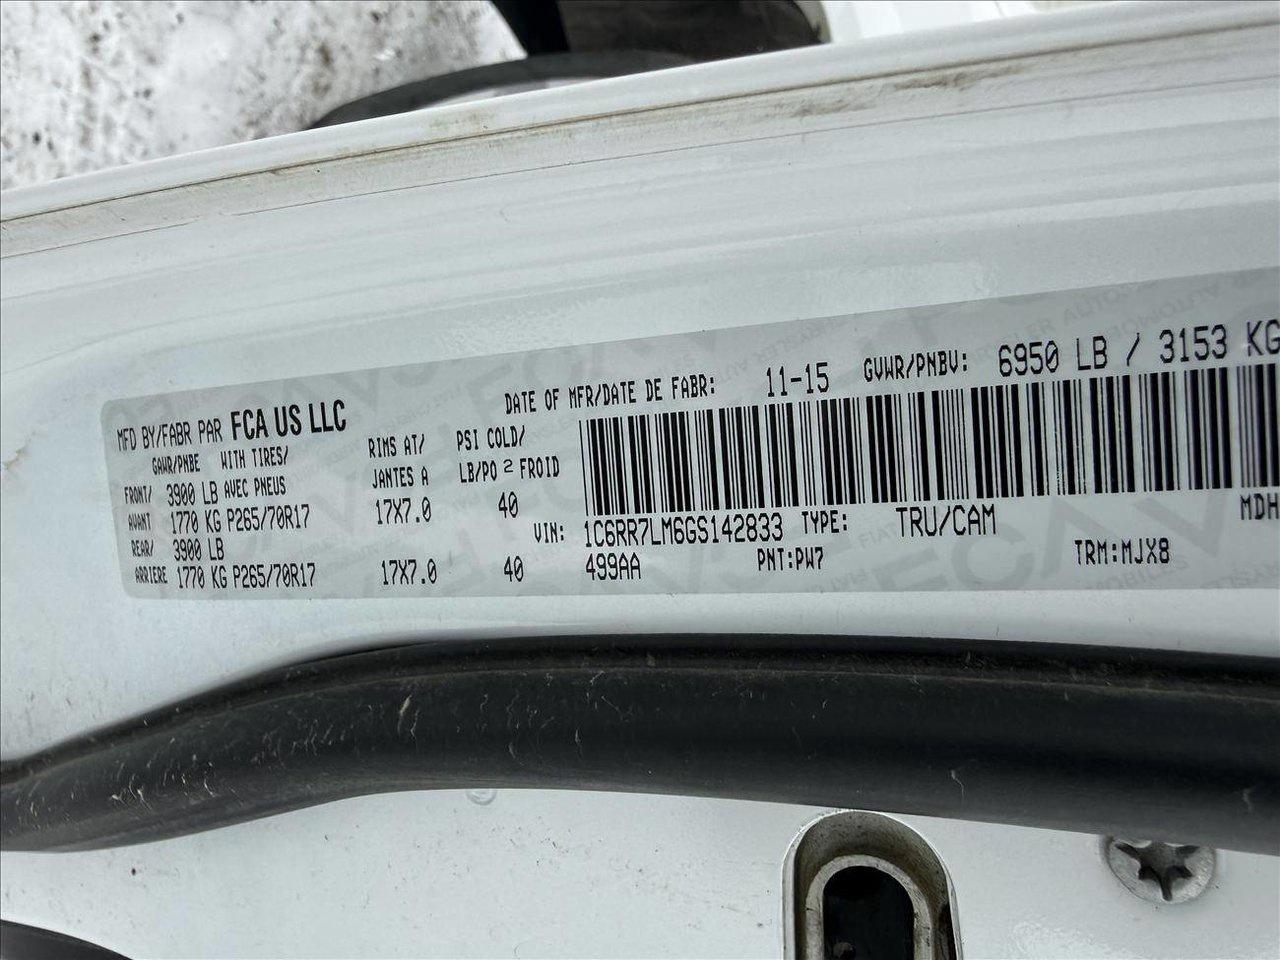 MFD BY/FABR PAR FCA US LLC DATE OF MFR/DATE DE FABR: 11-15 GVWR/PNBV: 6950 LB / 3153 KG
GAWR/PNBE WITH TIRES/ RIMS AT/ PSI COLD/
FRONT/ 3900 LB AVEC PNEUS JANTES A LB/PO 2 FROID
AVANT 1770 KG P265/70R17 17X7.0 40
REAR/ 3900 LB
ARRIERE 1770 KG P265/70R17 17X7.0 40
VIN: 1C6RR7LM6GS142833 TYPE: TRU/CAM MDH
499AA PNT:PW7 TRM:MJX8